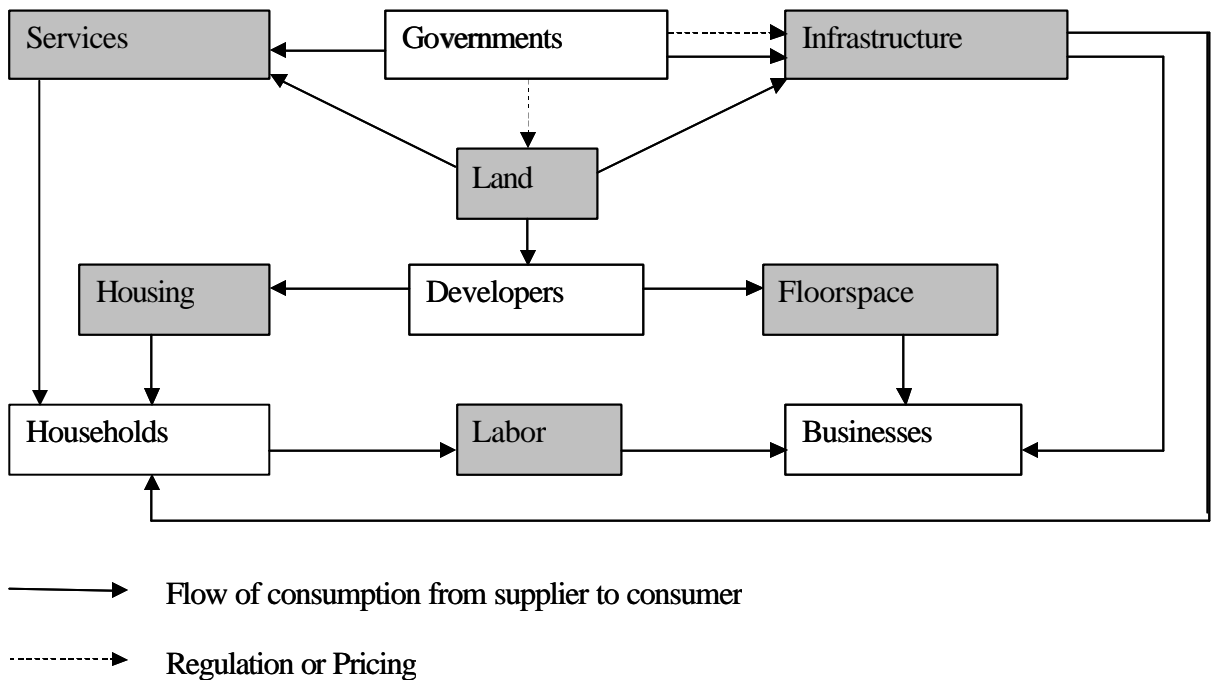 Services
Governments
Infrastructure
Land
Housing
Developers
Floorspace
Households
Labor
Businesses
Flow of consumption from supplier to consumer
Regulation or Pricing